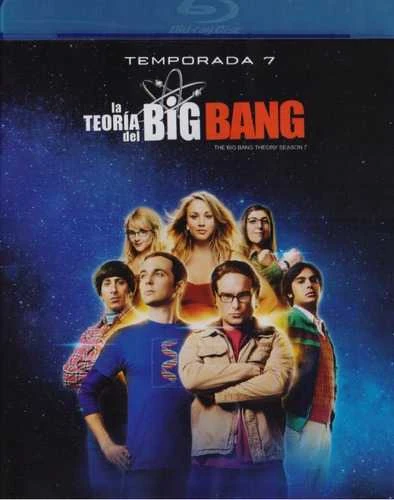 Blu-ray Disc
TEMPORADA 7
la
TEORÍA
del
BIG BANG
THE BIG BANG THEORY SEASON 7